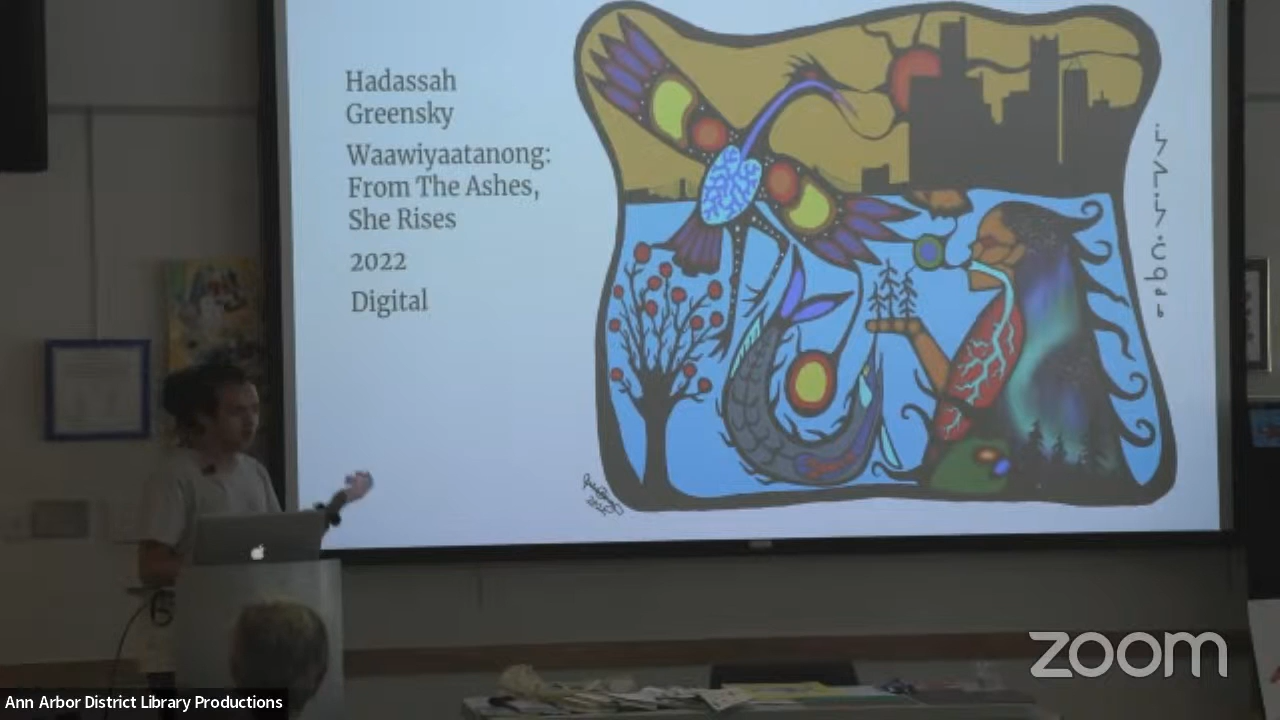 Hadassah
Greensky
Waawiyaatanong:
From The Ashes,
She Rises
2022
Digital
zoom
Ann Arbor District Library Productions